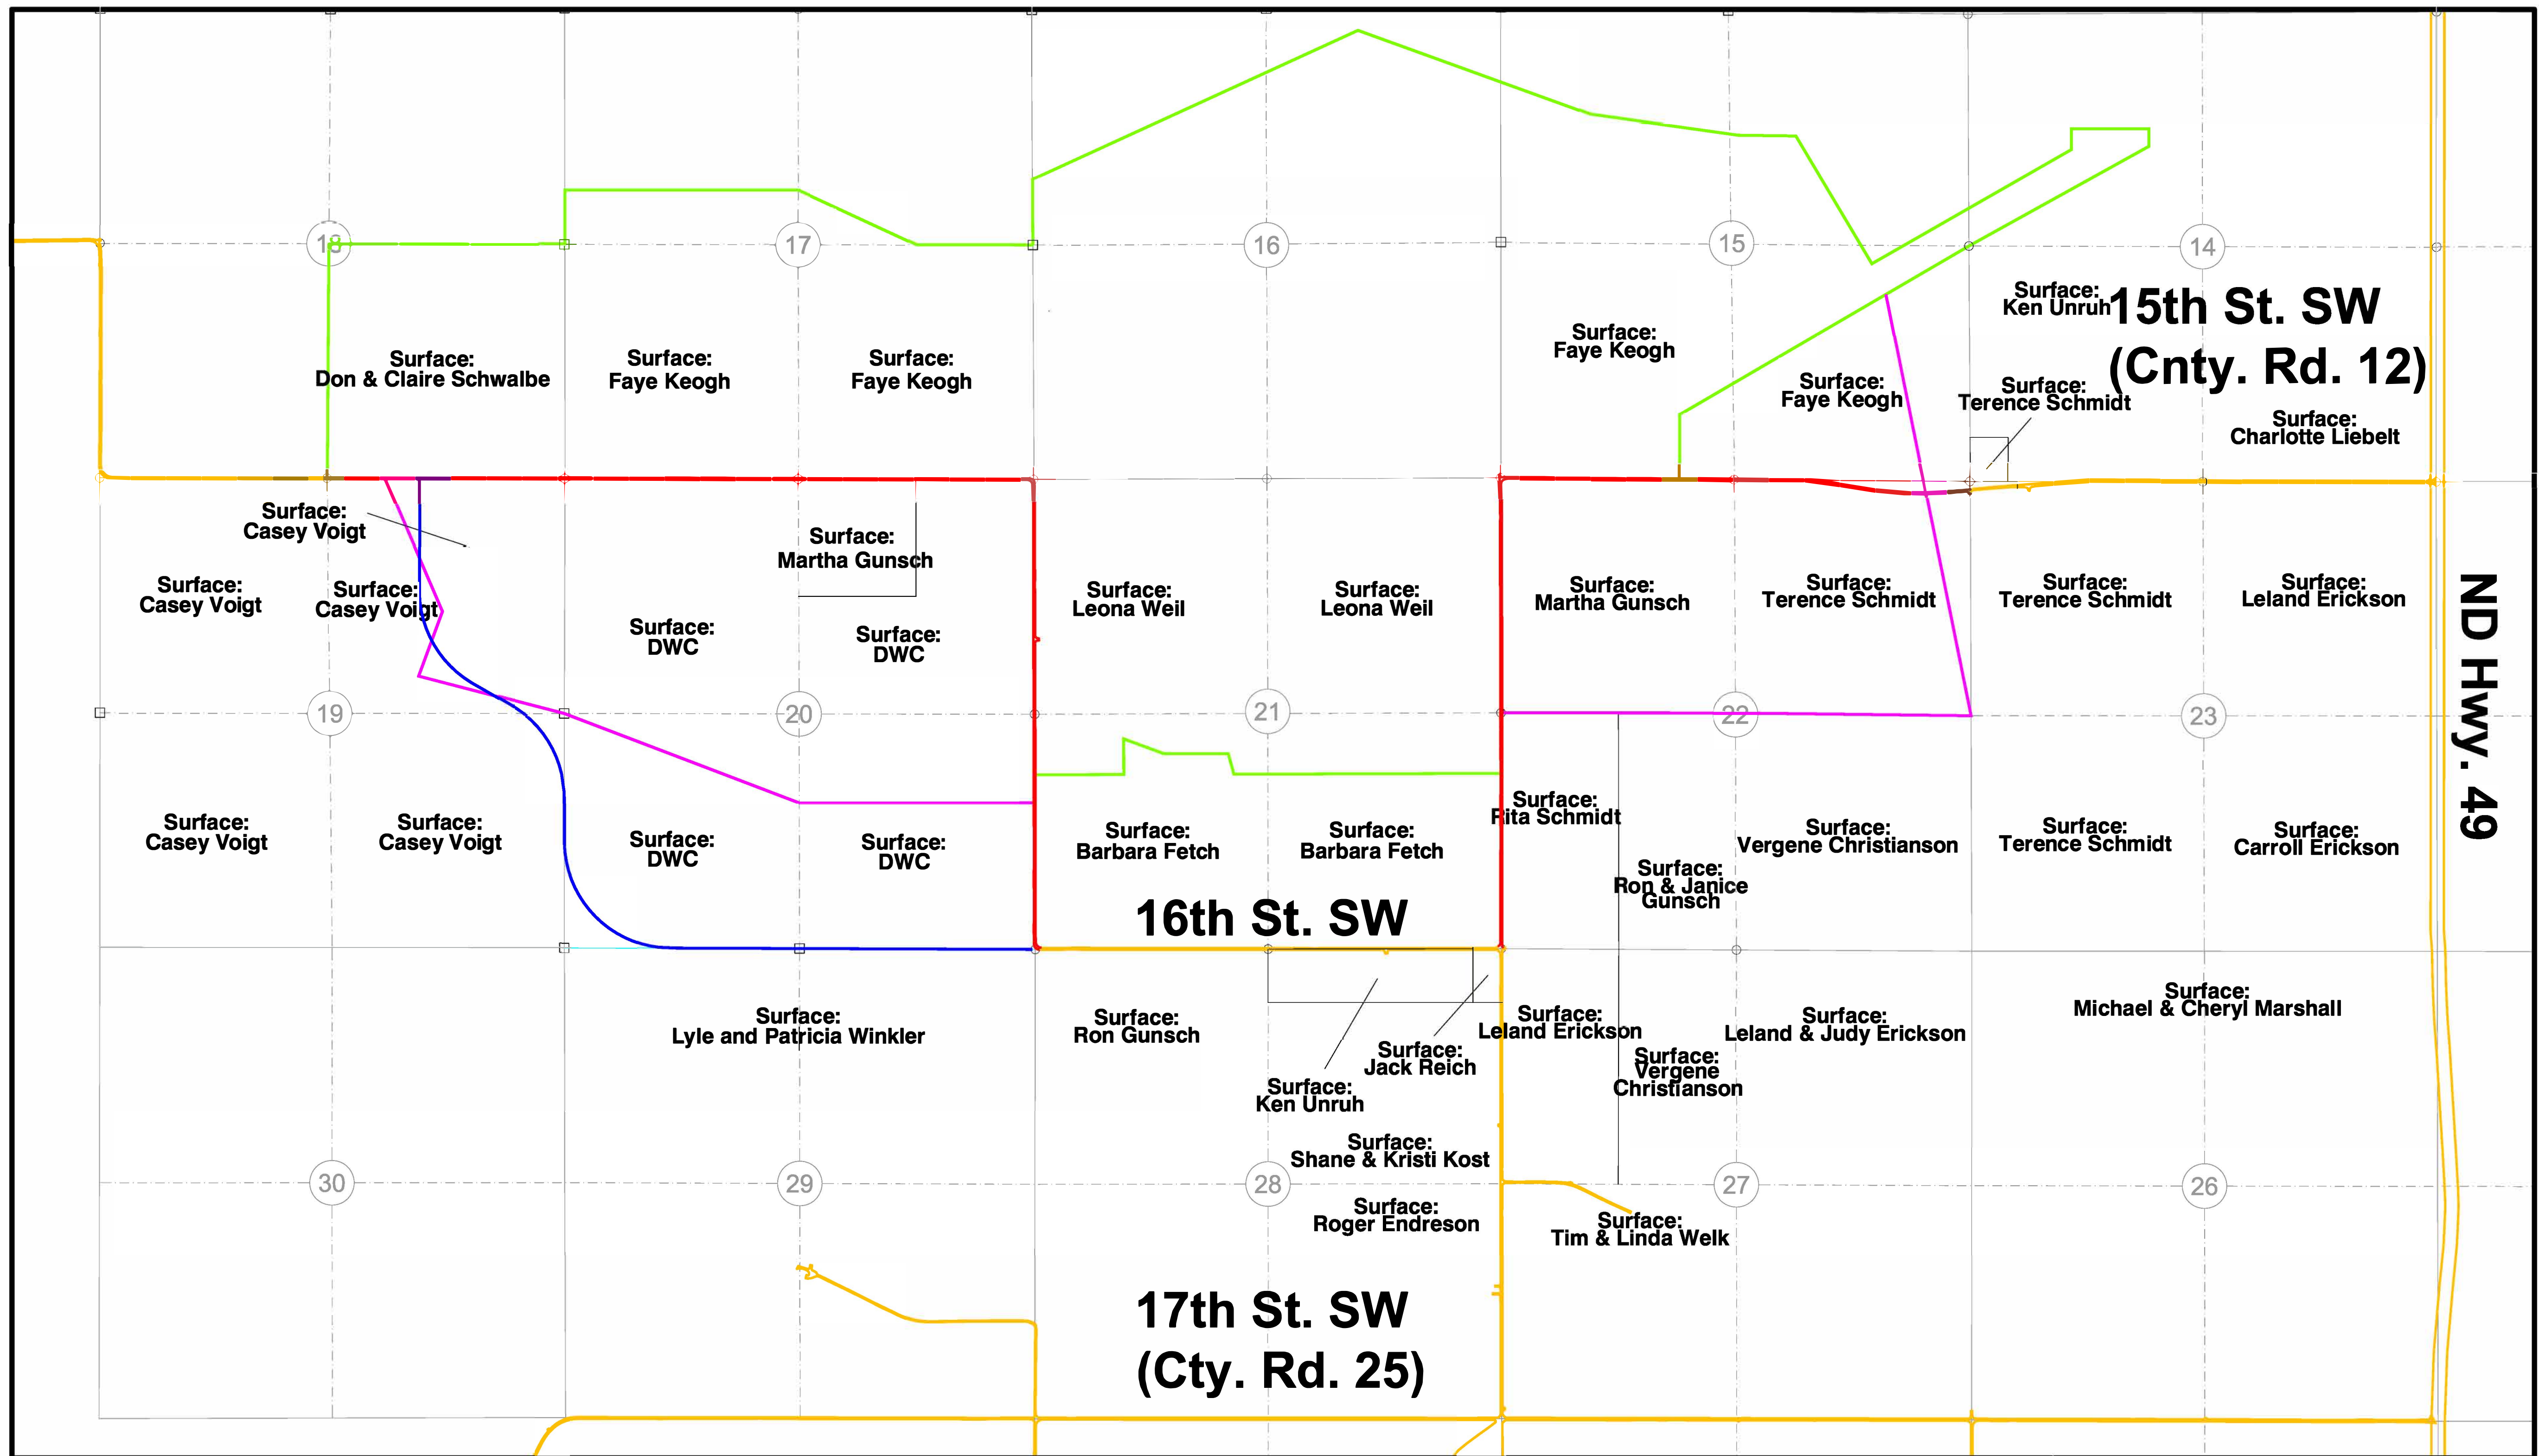 18
17
16
15
14
Surface:
Ken Unruh
15th St. SW
(Cnty. Rd. 12)
Surface:
Don & Claire Schwalbe
Surface:
Faye Keogh
Surface:
Faye Keogh
Surface:
Faye Keogh
Surface:
Faye Keogh
Surface:
Terence Schmidt
Surface:
Charlotte Liebelt
Surface:
Casey Voigt
Surface:
Casey Voigt
Surface:
Casey Voigt
Surface:
Martha Gunsch
Surface:
DWC
Surface:
DWC
Surface:
Leona Weil
Surface:
Leona Weil
Surface:
Martha Gunsch
Surface:
Terence Schmidt
Surface:
Terence Schmidt
Surface:
Leland Erickson
ND Hwy. 49
19
20
21
22
23
Surface:
Casey Voigt
Surface:
Casey Voigt
Surface:
DWC
Surface:
DWC
Surface:
Barbara Fetch
Surface:
Barbara Fetch
Surface:
Rita Schmidt
Surface:
Ron & Janice
Gunsch
Surface:
Vergene Christianson
Surface:
Terence Schmidt
Surface:
Carroll Erickson
16th St. SW
Surface:
Lyle and Patricia Winkler
Surface:
Ron Gunsch
Surface:
Ken Unruh
Surface:
Jack Reich
Surface:
Leland Erickson
Surface:
Vergene
Christianson
Surface:
Leland & Judy Erickson
Surface:
Michael & Cheryl Marshall
Surface:
Shane & Kristi Kost
30
29
28
27
26
Surface:
Roger Endreson
Surface:
Tim & Linda Welk
17th St. SW
(Cty. Rd. 25)